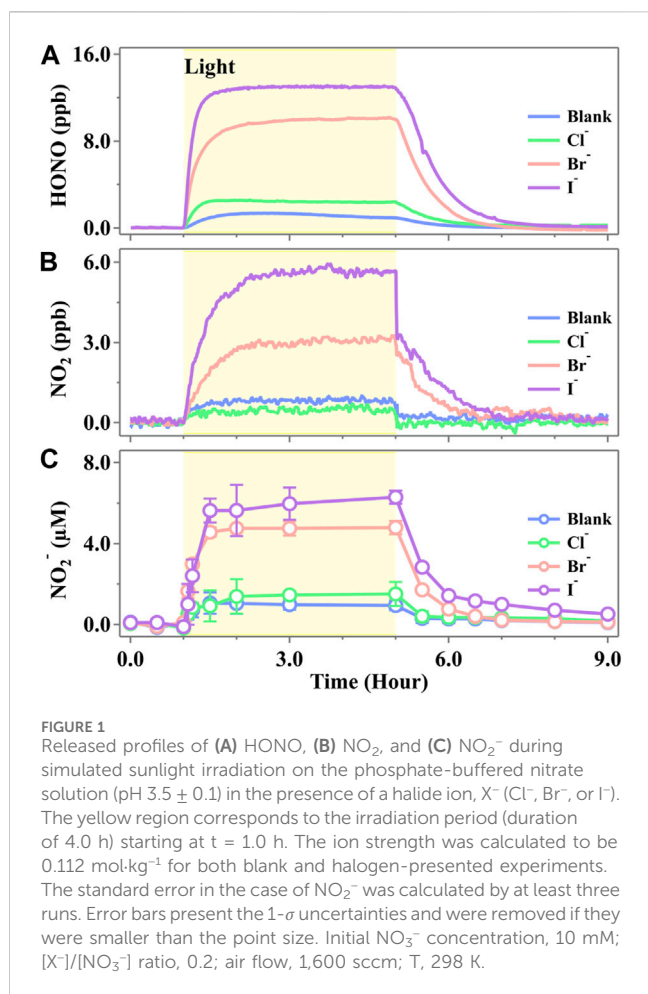 A
16.0
Light
HONO (ppb)
8.0
0.0
Blank
Cl⁻
Br⁻
I⁻
B
6.0
NO₂ (ppb)
3.0
0.0
Blank
Cl⁻
Br⁻
I⁻
C
8.0
NO₂⁻ (μM)
4.0
0.0
Blank
Cl⁻
Br⁻
I⁻
0.0 3.0 6.0 9.0
Time (Hour)
FIGURE 1
Released profiles of (A) HONO, (B) NO₂, and (C) NO₂⁻ during
simulated sunlight irradiation on the phosphate-buffered nitrate
solution (pH 3.5 ± 0.1) in the presence of a halide ion, X⁻ (Cl⁻, Br⁻, or I⁻).
The yellow region corresponds to the irradiation period (duration
of 4.0 h) starting at t = 1.0 h. The ion strength was calculated to be
0.112 mol·kg⁻¹ for both blank and halogen-presented experiments.
The standard error in the case of NO₂⁻ was calculated by at least three
runs. Error bars present the 1-σ uncertainties and were removed if they
were smaller than the point size. Initial NO₃⁻ concentration, 10 mM;
[X⁻]/[NO₃⁻] ratio, 0.2; air flow, 1,600 sccm; T, 298 K.